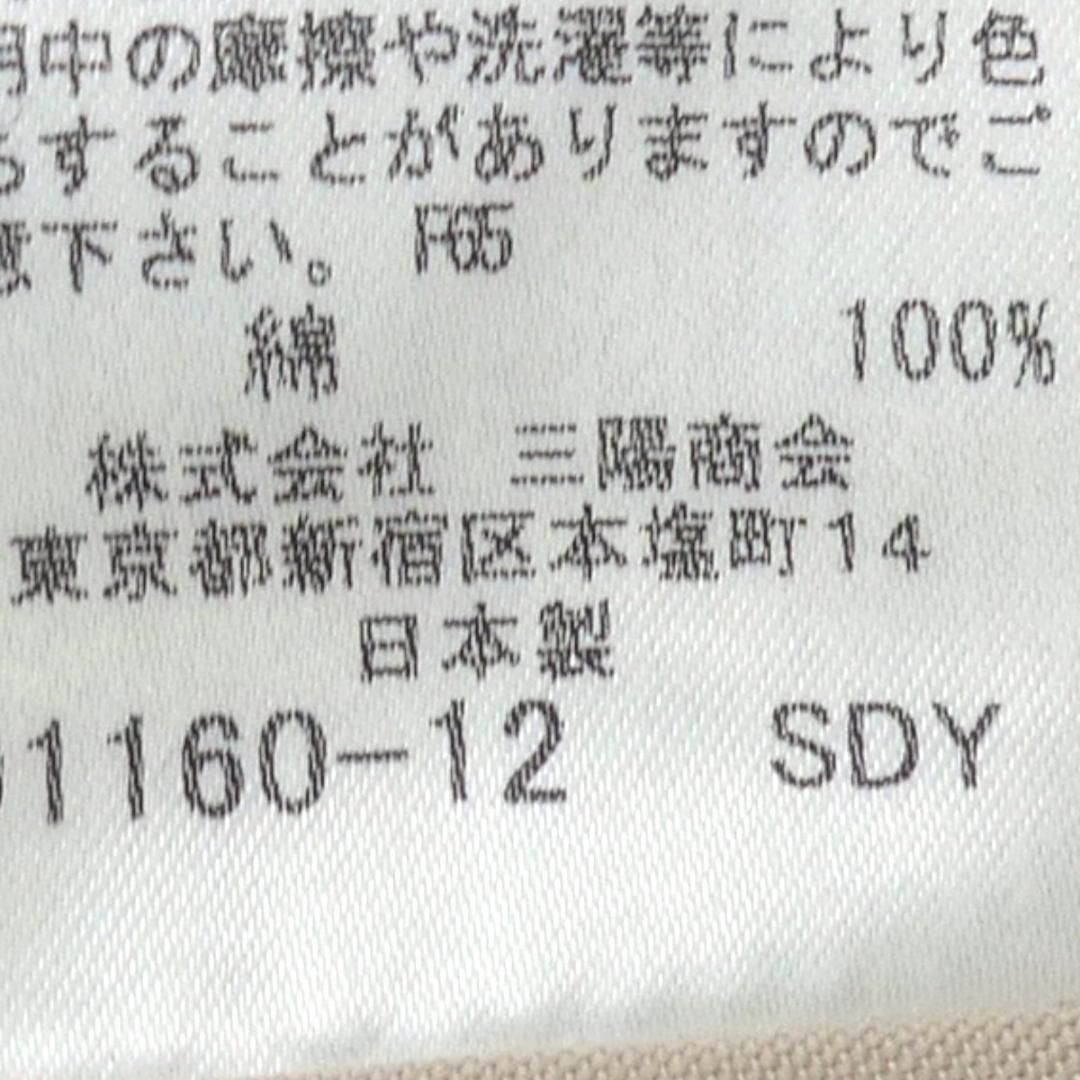 中の摩擦や洗濯等により色
することがありますのでご
下さい。 F65
綿 100%
株式会社 三陽商会
東京都新宿区本塩町14
日本製
1160-12 SDY